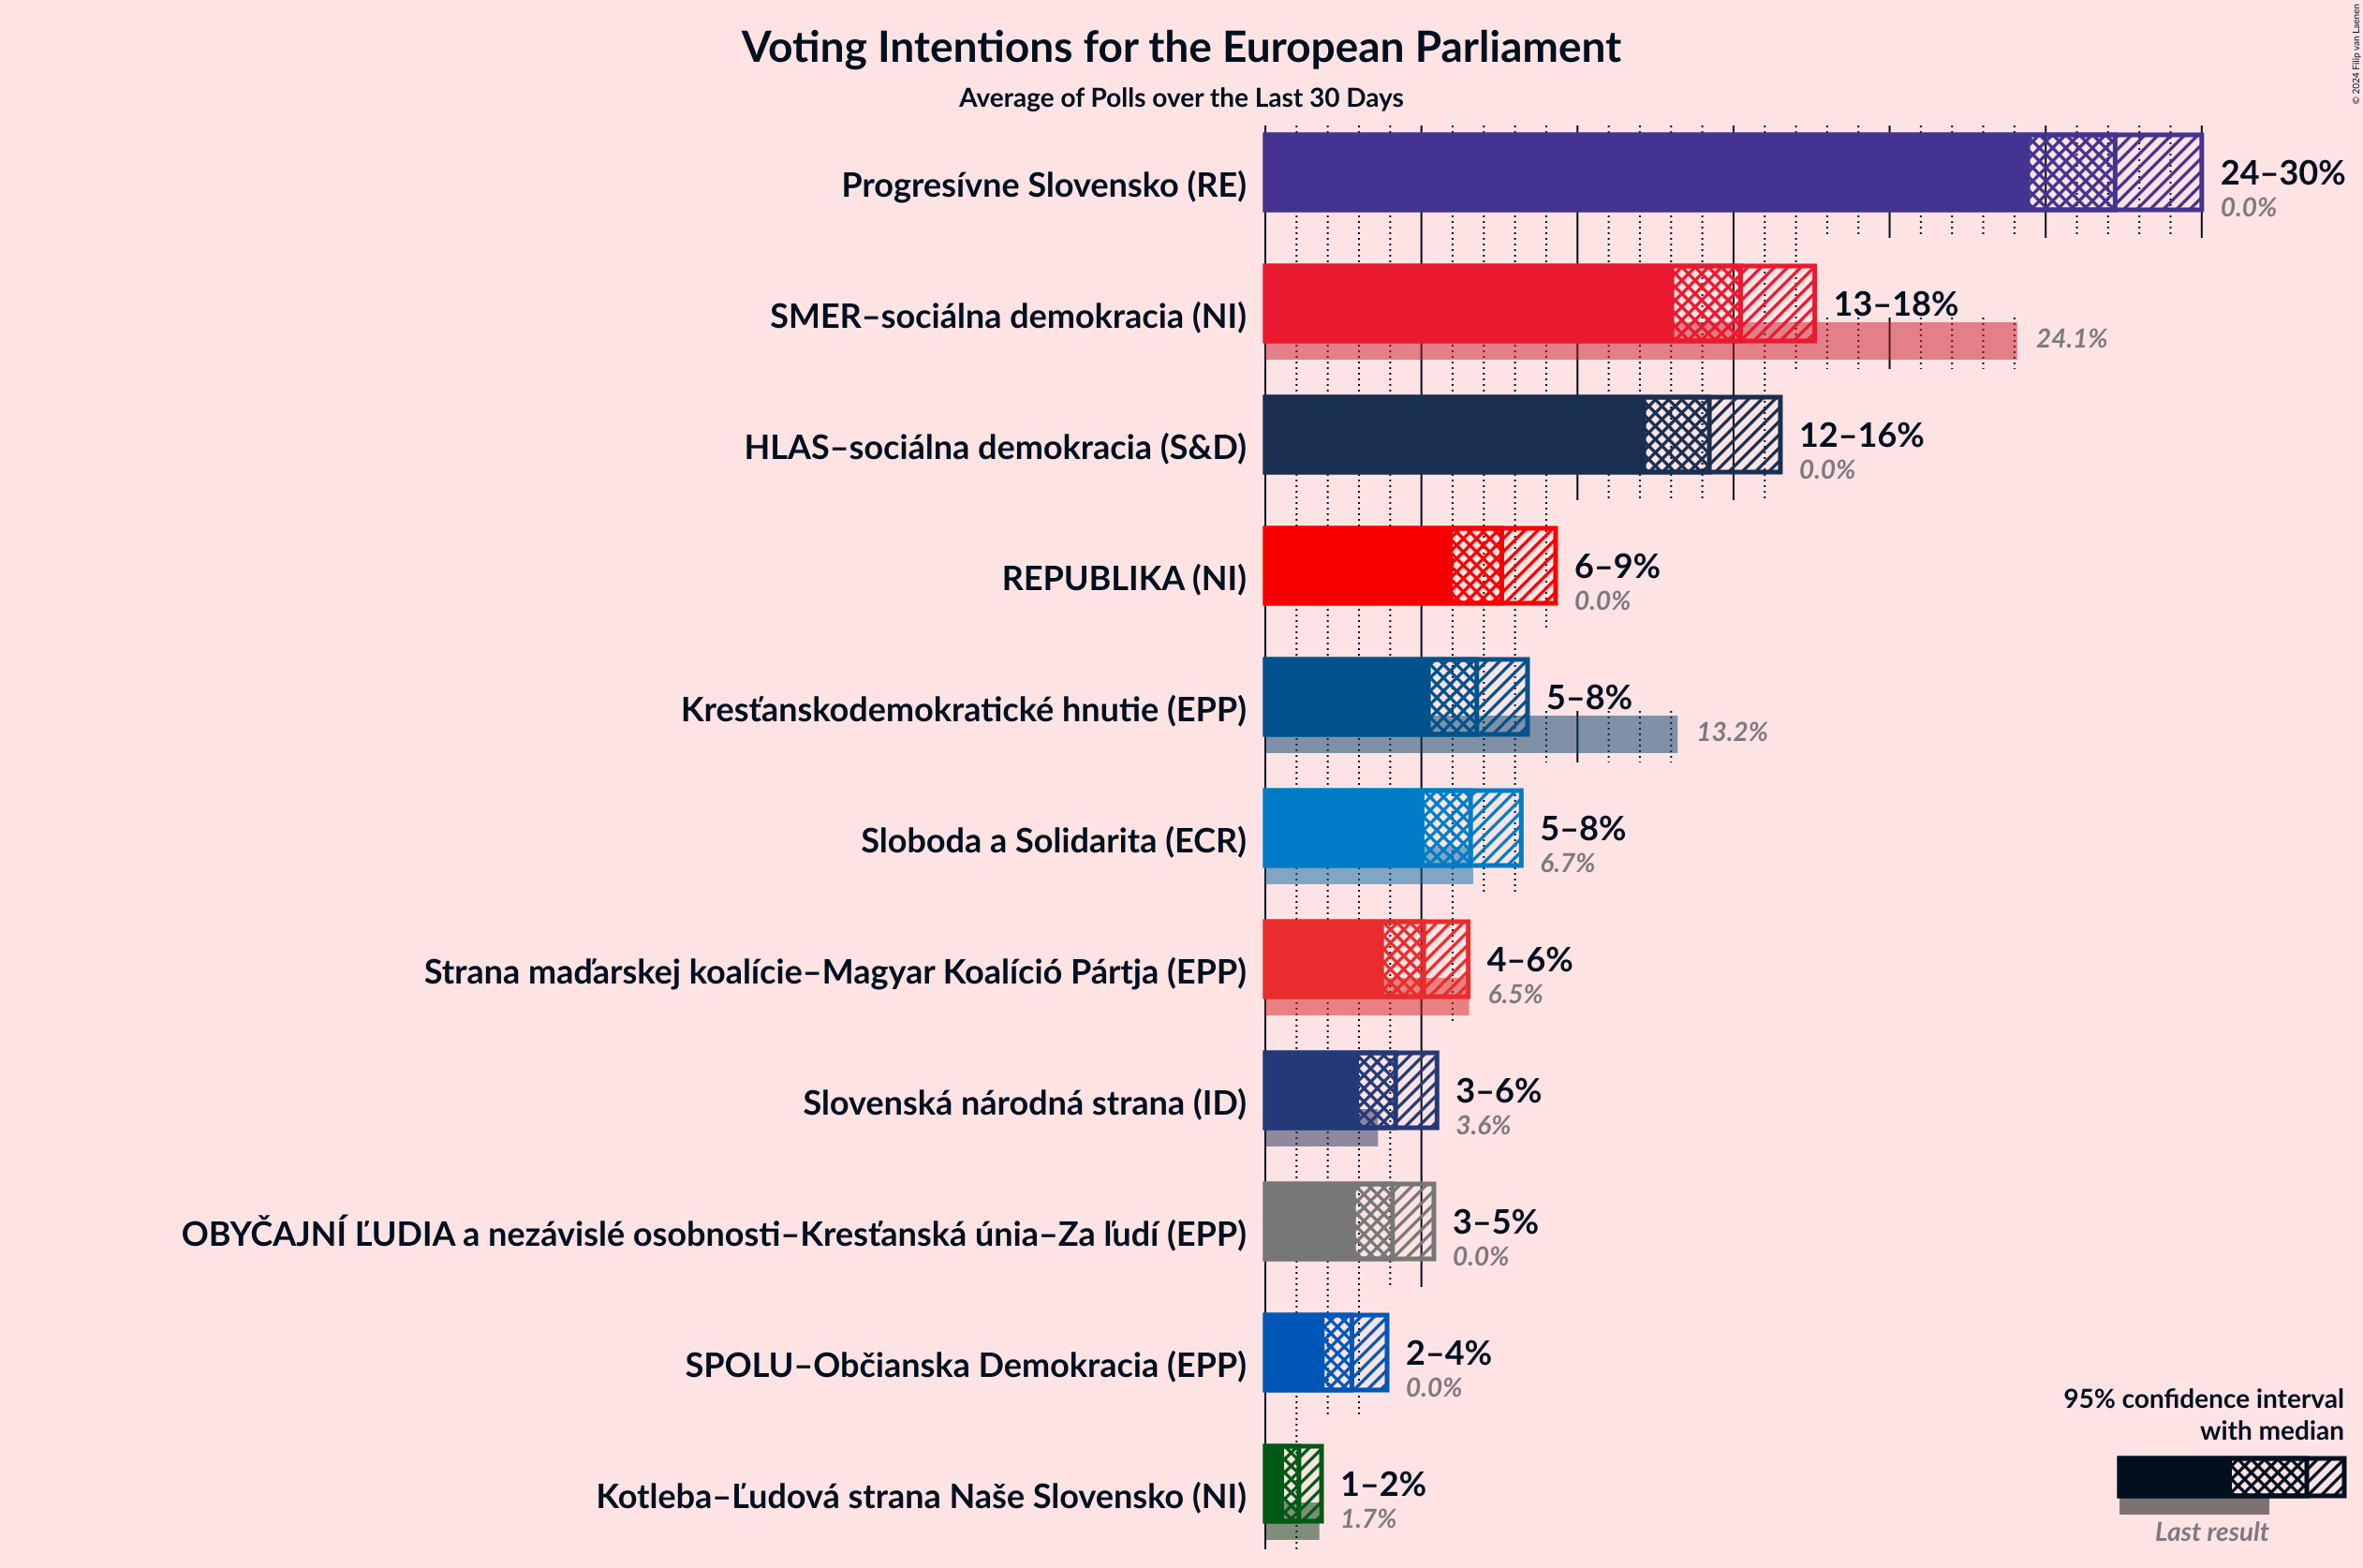 © 2024 Filip van Laenen
Voting Intentions for the European Parliament
Average of Polls over the Last 30 Days
Progresívne Slovensko (RE)
24–30%
0.0%
SMER–sociálna demokracia (NI)
13–18%
24.1%
HLAS–sociálna demokracia (S&D)
12–16%
0.0%
REPUBLIKA (NI)
6–9%
0.0%
Kresťanskodemokratické hnutie (EPP)
5–8%
13.2%
Sloboda a Solidarita (ECR)
5–8%
6.7%
Strana maďarskej koalície–Magyar Koalíció Pártja (EPP)
4–6%
6.5%
Slovenská národná strana (ID)
3–6%
3.6%
OBYČAJNÍ ĽUDIA a nezávislé osobnosti–Kresťanská únia–Za ľudí (EPP)
3–5%
0.0%
SPOLU–Občianska Demokracia (EPP)
2–4%
0.0%
Kotleba–Ľudová strana Naše Slovensko (NI)
1–2%
1.7%
95% confidence interval
with median
Last result